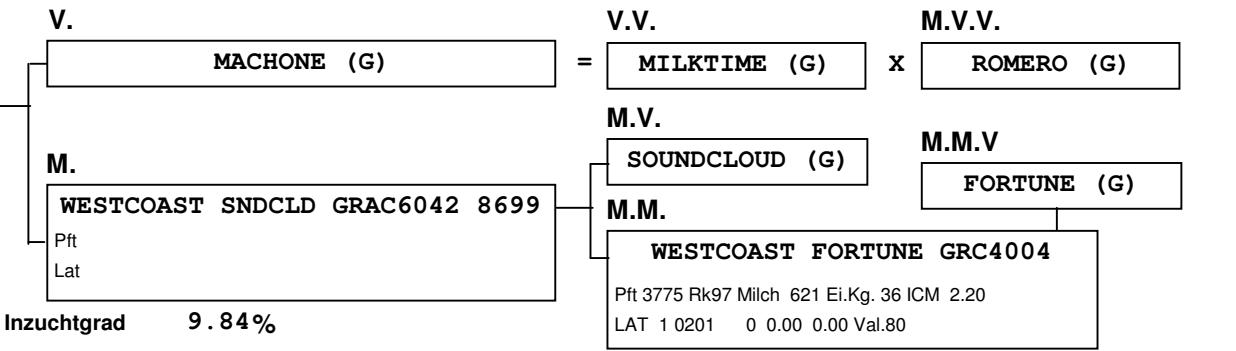 V.
V.V.
M.V.V.
MACHONE (G)
=
MILKTIME (G)
X
ROMERO (G)
M.V.
SOUNDCLOUD (G)
M.M.V
FORTUNE (G)
M.
WESTCOAST SNDCLD GRAC6042 8699
Pft
Lat
M.M.
WESTCOAST FORTUNE GRC4004
Pft 3775 Rk97 Milch 621 Ei.Kg. 36 ICM 2.20
LAT 1 0201 0 0.00 0.00 Val.80
Inzuchtgrad 9.84%